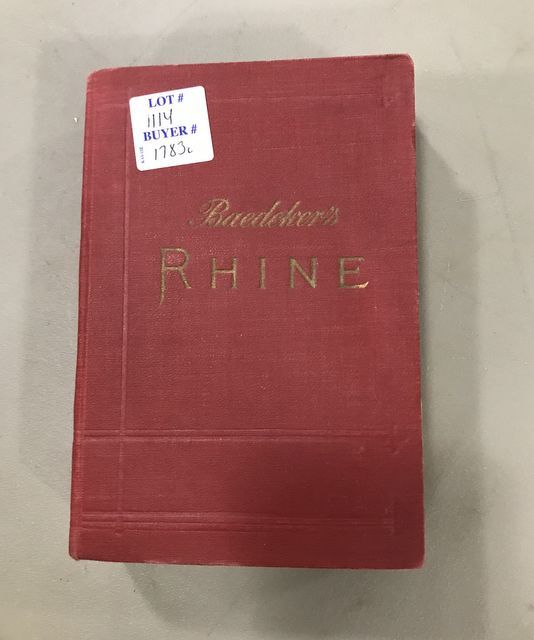 LOT #
1114
BUYER #
1783c
Baedeker's
RHINE